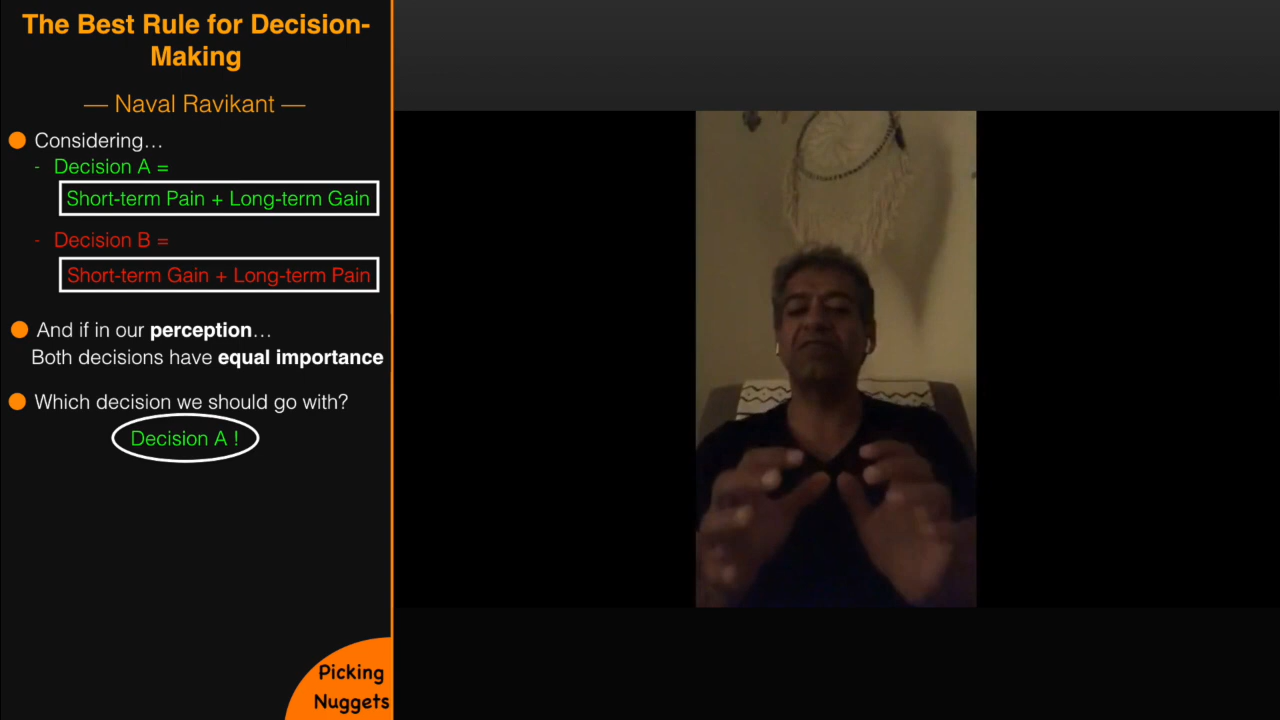 The Best Rule for Decision-
Making
— Naval Ravikant —
Considering…
- Decision A =
Short-term Pain + Long-term Gain
- Decision B =
Short-term Gain + Long-term Pain
And if in our perception…
Both decisions have equal importance
Which decision we should go with?
Decision A !
Picking
Nuggets